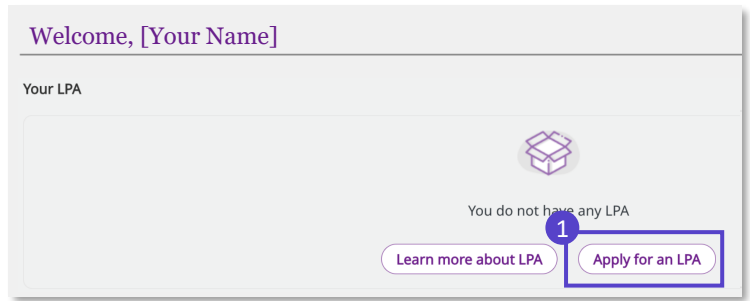 Welcome, [Your Name]
Your LPA
You do not have any LPA
1
Learn more about LPA Apply for an LPA